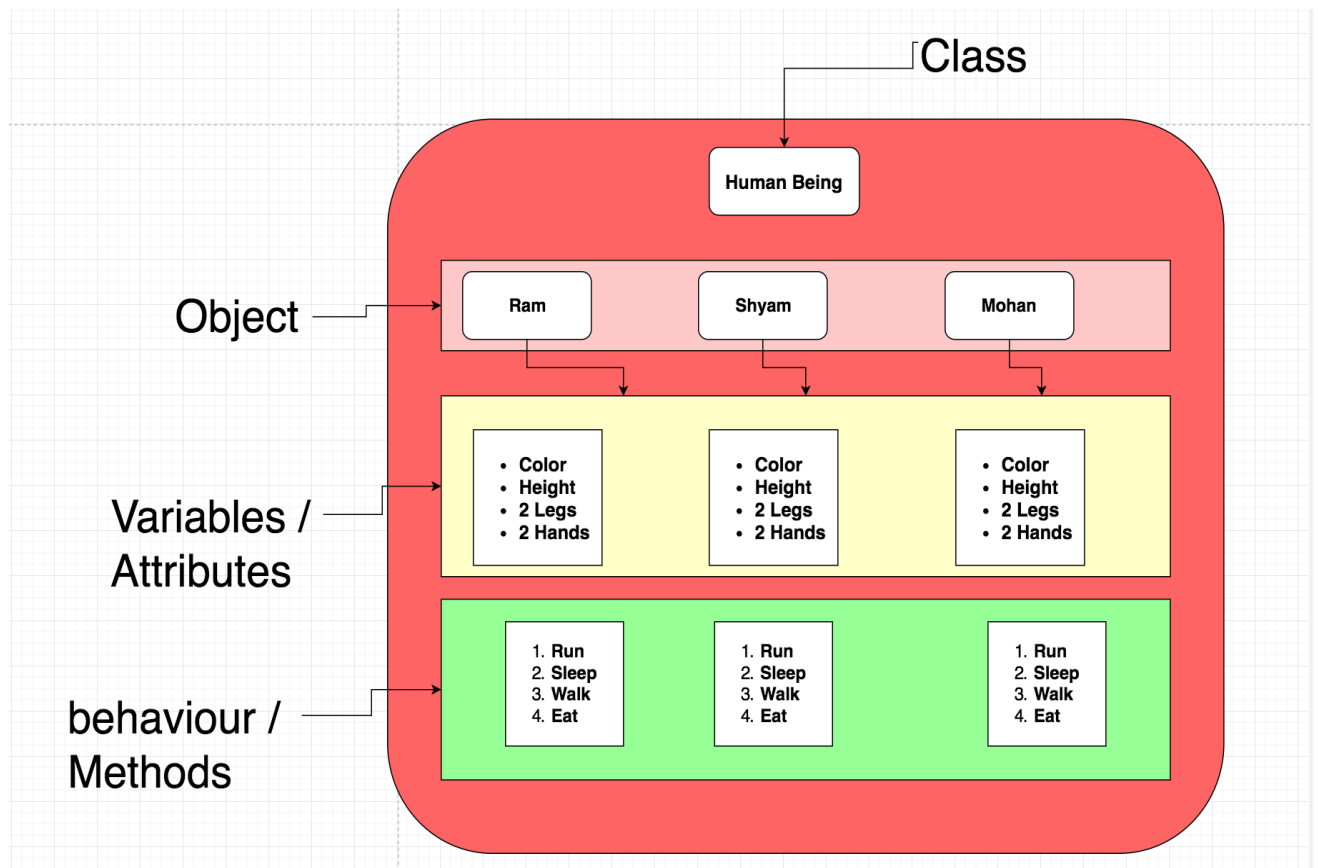 Class
Human Being
Object
Ram
Shyam
Mohan
Variables /
Attributes
• Color
• Height
• 2 Legs
• 2 Hands
• Color
• Height
• 2 Legs
• 2 Hands
• Color
• Height
• 2 Legs
• 2 Hands
behaviour /
Methods
1. Run
2. Sleep
3. Walk
4. Eat
1. Run
2. Sleep
3. Walk
4. Eat
1. Run
2. Sleep
3. Walk
4. Eat